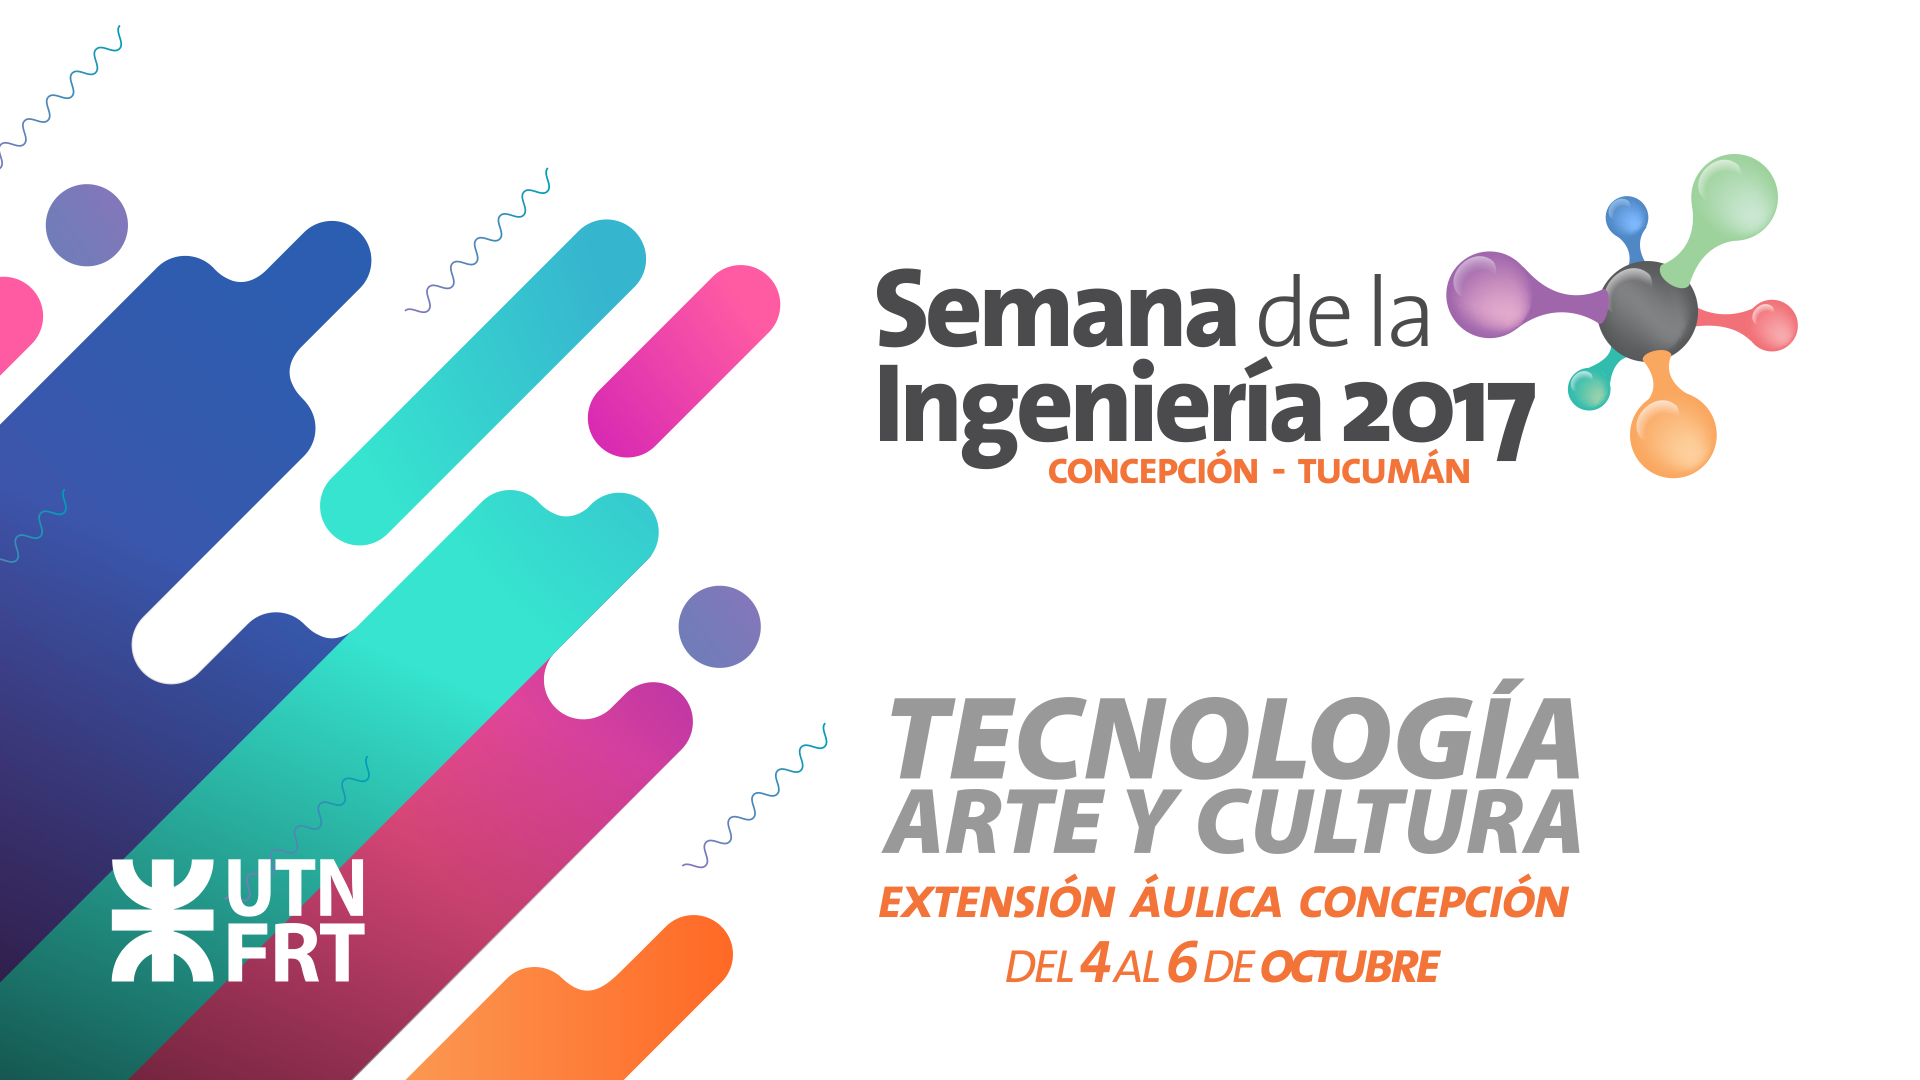 Semana de la
Ingeniería 2017
CONCEPCIÓN - TUCUMÁN
TECNOLOGÍA
ARTE Y CULTURA
EXTENSIÓN ÁULICA CONCEPCIÓN
DEL 4 AL 6 DE OCTUBRE
UTN
FRT